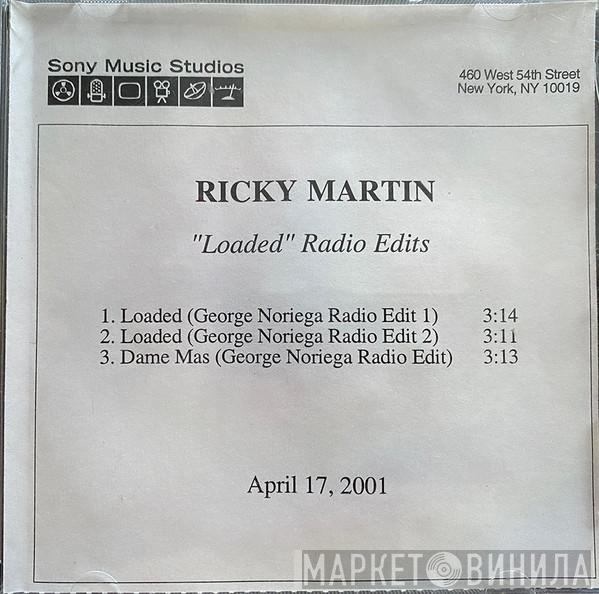 Sony Music Studios
460 West 54th Street
New York, NY 10019
RICKY MARTIN
"Loaded" Radio Edits
1. Loaded (George Noriega Radio Edit 1) 3:14
2. Loaded (George Noriega Radio Edit 2) 3:11
3. Dame Mas (George Noriega Radio Edit) 3:13
April 17, 2001
МАРКЕТ ВИНИЛА